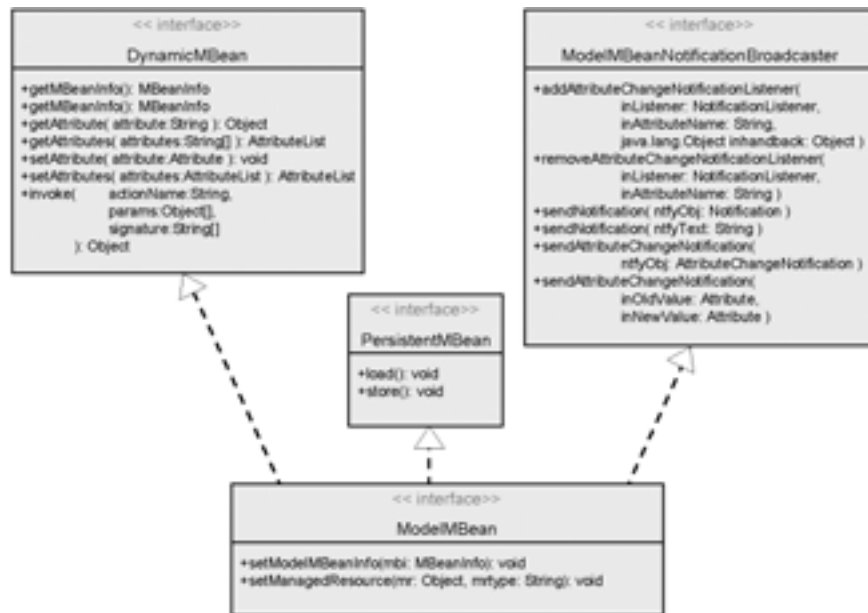 << interface>>
DynamicMBean
+getMBeanInfo(): MBeanInfo
+getMBeanInfo(): MBeanInfo
+getAttribute( attribute:String ): Object
+getAttributes( attributes:String[] ): AttributeList
+setAttribute( attribute:Attribute ): void
+setAttributes( attributes:AttributeList ): AttributeList
+invoke( actionName:String,
params:Object[],
signature:String[]
): Object
<< interface>>
ModelMBeanNotificationBroadcaster
+addAttributeChangeNotificationListener(
inListener: NotificationListener,
inAttributeName: String,
java.lang.Object inhandback: Object )
+removeAttributeChangeNotificationListener(
inListener: NotificationListener,
inAttributeName: String )
+sendNotification( ntfyObj: Notification )
+sendNotification( ntfyText: String )
+sendAttributeChangeNotification(
ntfyObj: AttributeChangeNotification )
+sendAttributeChangeNotification(
inOldValue: Attribute,
inNewValue: Attribute )
<< interface>>
PersistentMBean
+load(): void
+store(): void
<< interface>>
ModelMBean
+setModelMBeanInfo(mbi: MBeanInfo): void
+setManagedResource(mr: Object, mrtype: String): void